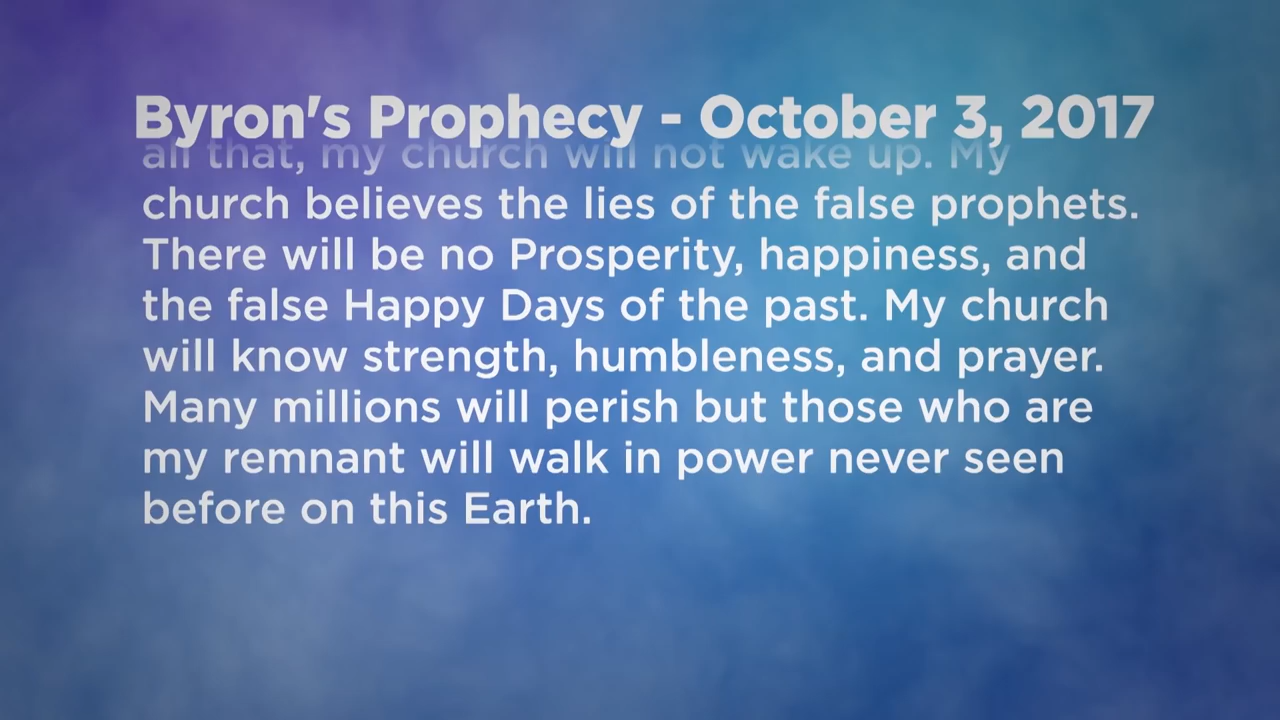 Byron's Prophecy - October 3, 2017
all that, my church will not wake up. My
church believes the lies of the false prophets.
There will be no Prosperity, happiness, and
the false Happy Days of the past. My church
will know strength, humbleness, and prayer.
Many millions will perish but those who are
my remnant will walk in power never seen
before on this Earth.